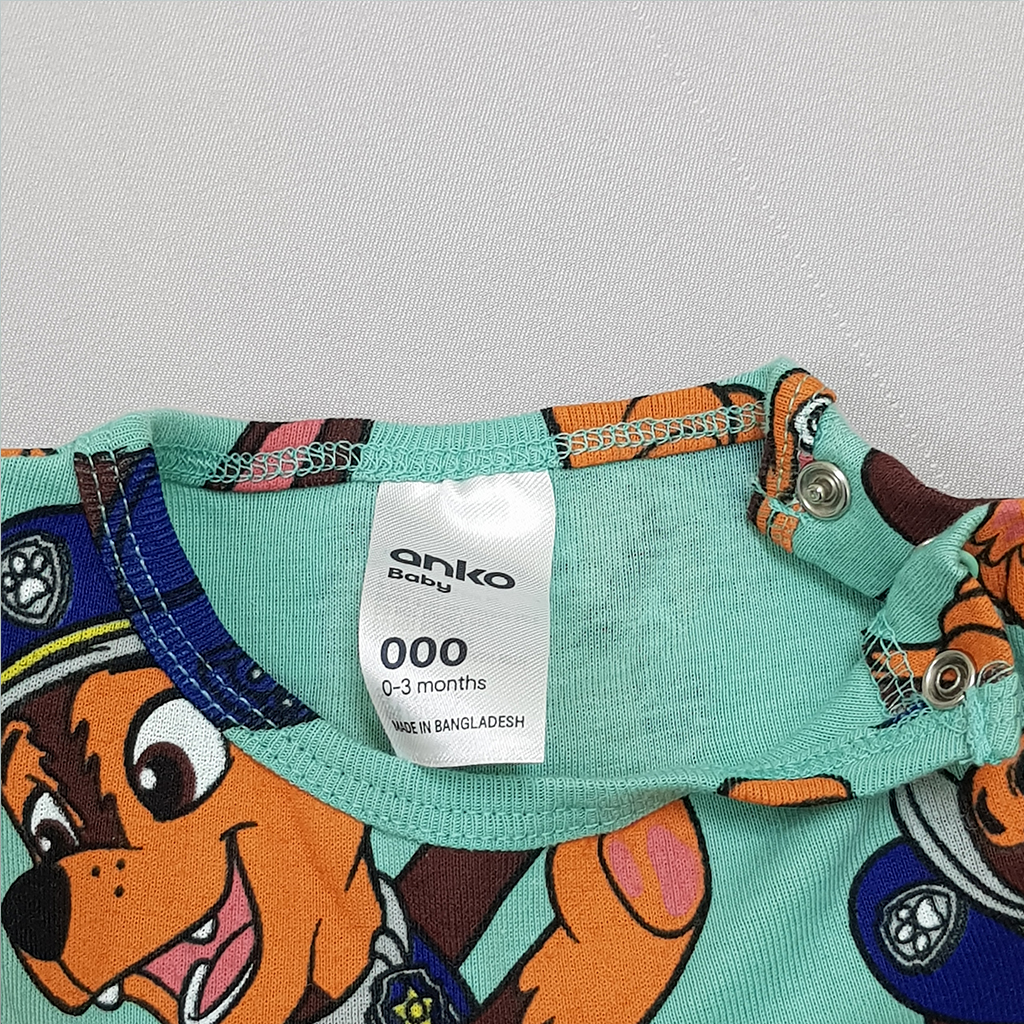 anko
Baby
000
0-3 months
MADE IN BANGLADESH